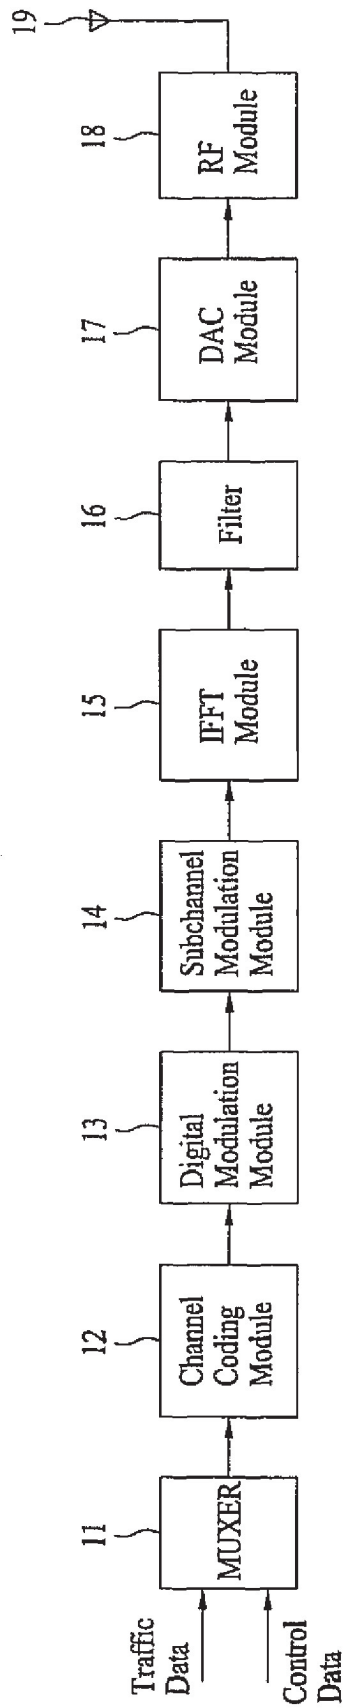 Traffic
Data
Control
Data
11
MUXER
12
Channel
Coding
Module
13
Digital
Modulation
Module
14
Subchannel
Modulation
Module
15
IFFT
Module
16
Filter
17
DAC
Module
18
RF
Module
19